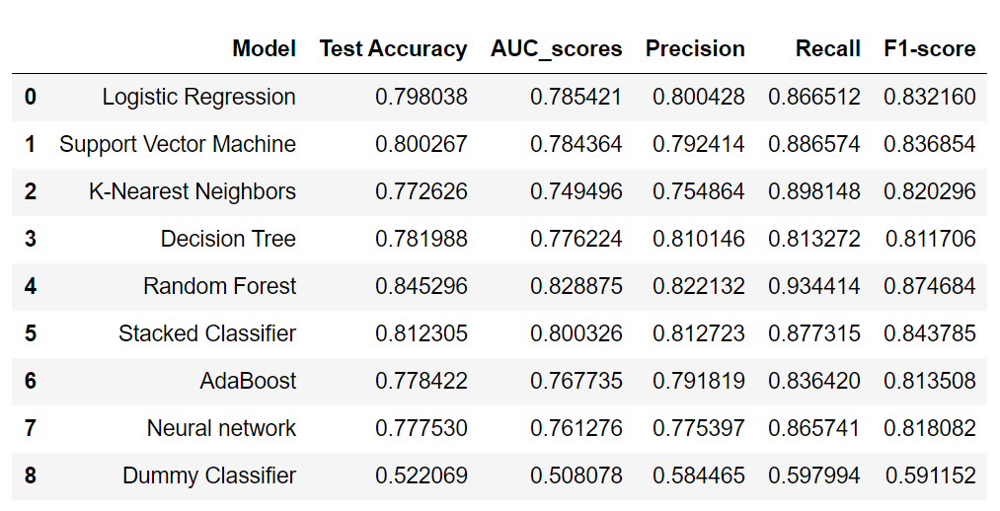 Model Test Accuracy AUC_scores Precision Recall F1-score
0 Logistic Regression 0.798038 0.785421 0.800428 0.866512 0.832160
1 Support Vector Machine 0.800267 0.784364 0.792414 0.886574 0.836854
2 K-Nearest Neighbors 0.772626 0.749496 0.754864 0.898148 0.820296
3 Decision Tree 0.781988 0.776224 0.810146 0.813272 0.811706
4 Random Forest 0.845296 0.828875 0.822132 0.934414 0.874684
5 Stacked Classifier 0.812305 0.800326 0.812723 0.877315 0.843785
6 AdaBoost 0.778422 0.767735 0.791819 0.836420 0.813508
7 Neural network 0.777530 0.761276 0.775397 0.865741 0.818082
8 Dummy Classifier 0.522069 0.508078 0.584465 0.597994 0.591152